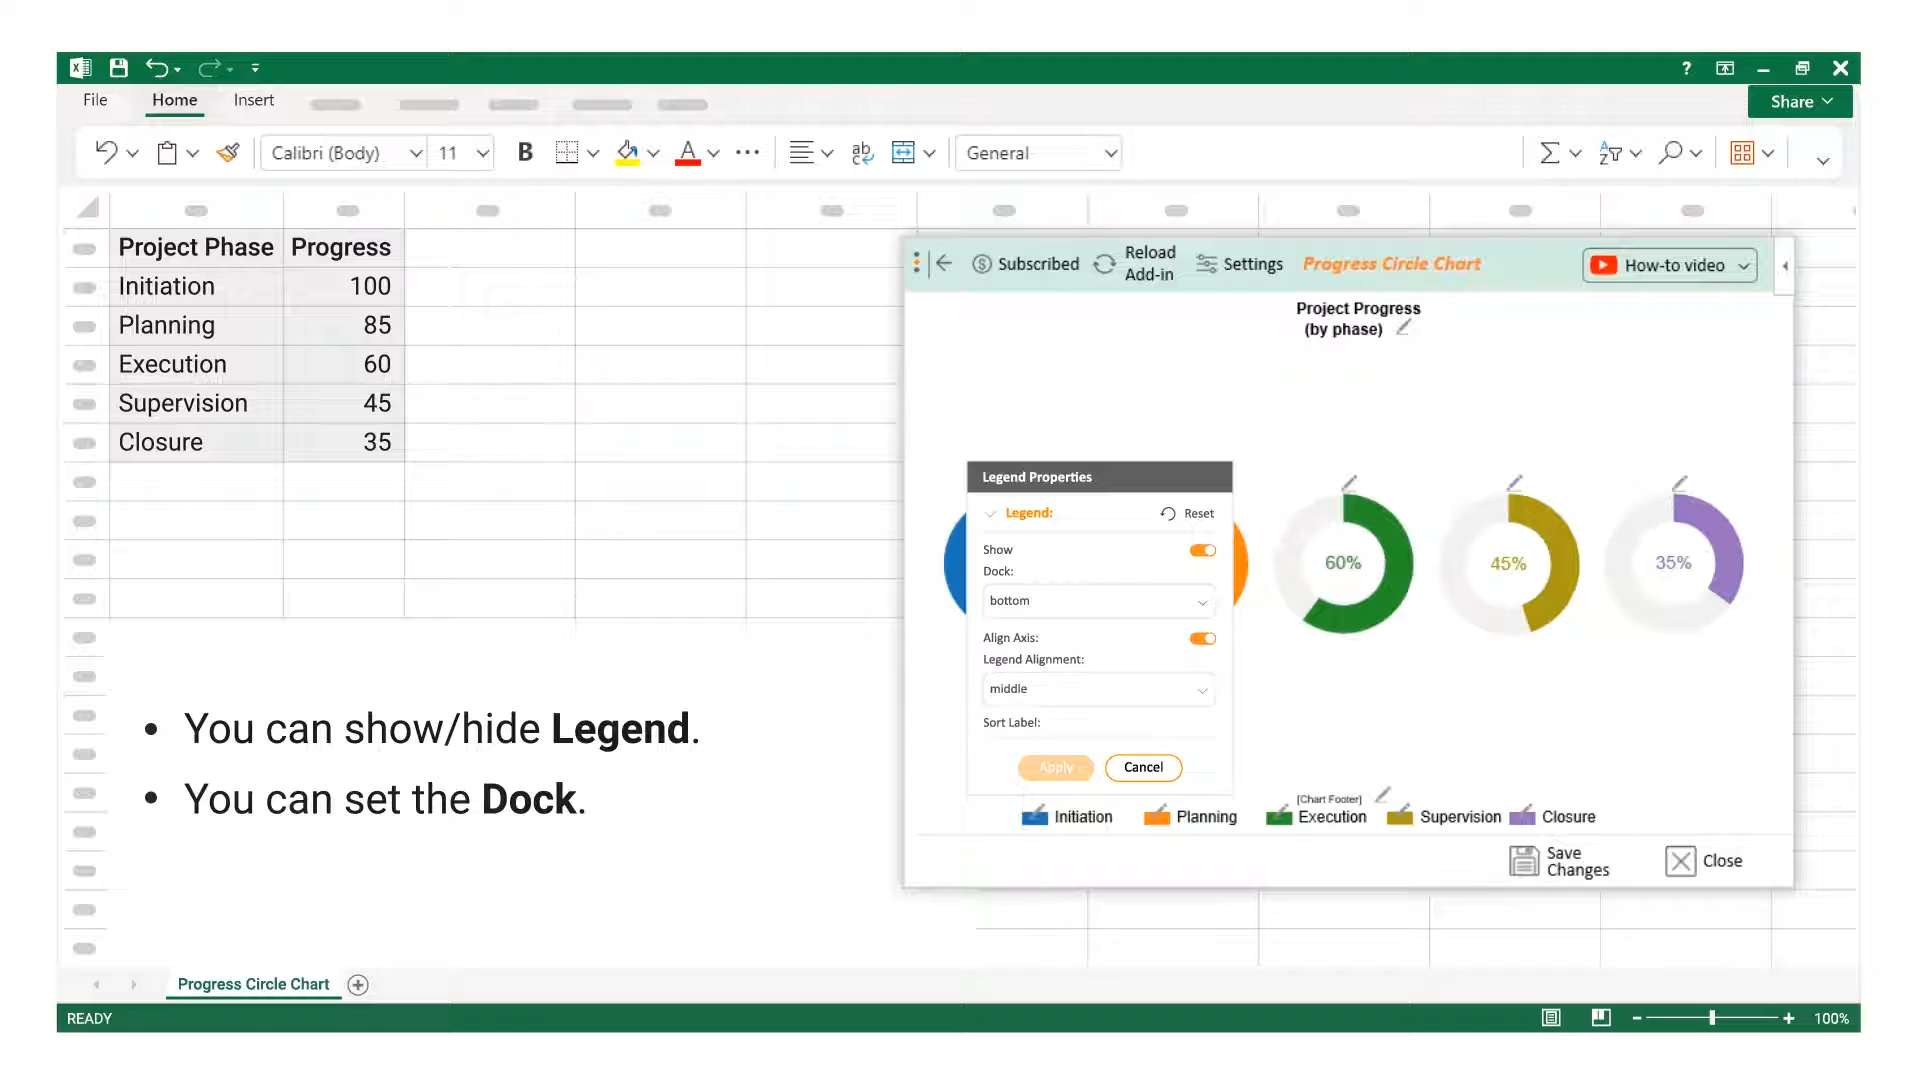 ?
File Home Insert
Share
Calibri (Body) 11 B A ab c General Σ A Z
Project Phase Progress
Initiation 100
Planning 85
Execution 60
Supervision 45
Closure 35
Subscribed Reload Add-in Settings Progress Circle Chart How-to video
Project Progress
(by phase)
Legend Properties
Legend: Reset
Show
Dock:
bottom
Align Axis:
Legend Alignment:
middle
Sort Label:
Apply Cancel
60% 45% 35%
[Chart Footer]
Initiation Planning Execution Supervision Closure
Save
Changes
Close
• You can show/hide Legend.
• You can set the Dock.
Progress Circle Chart
READY
100%